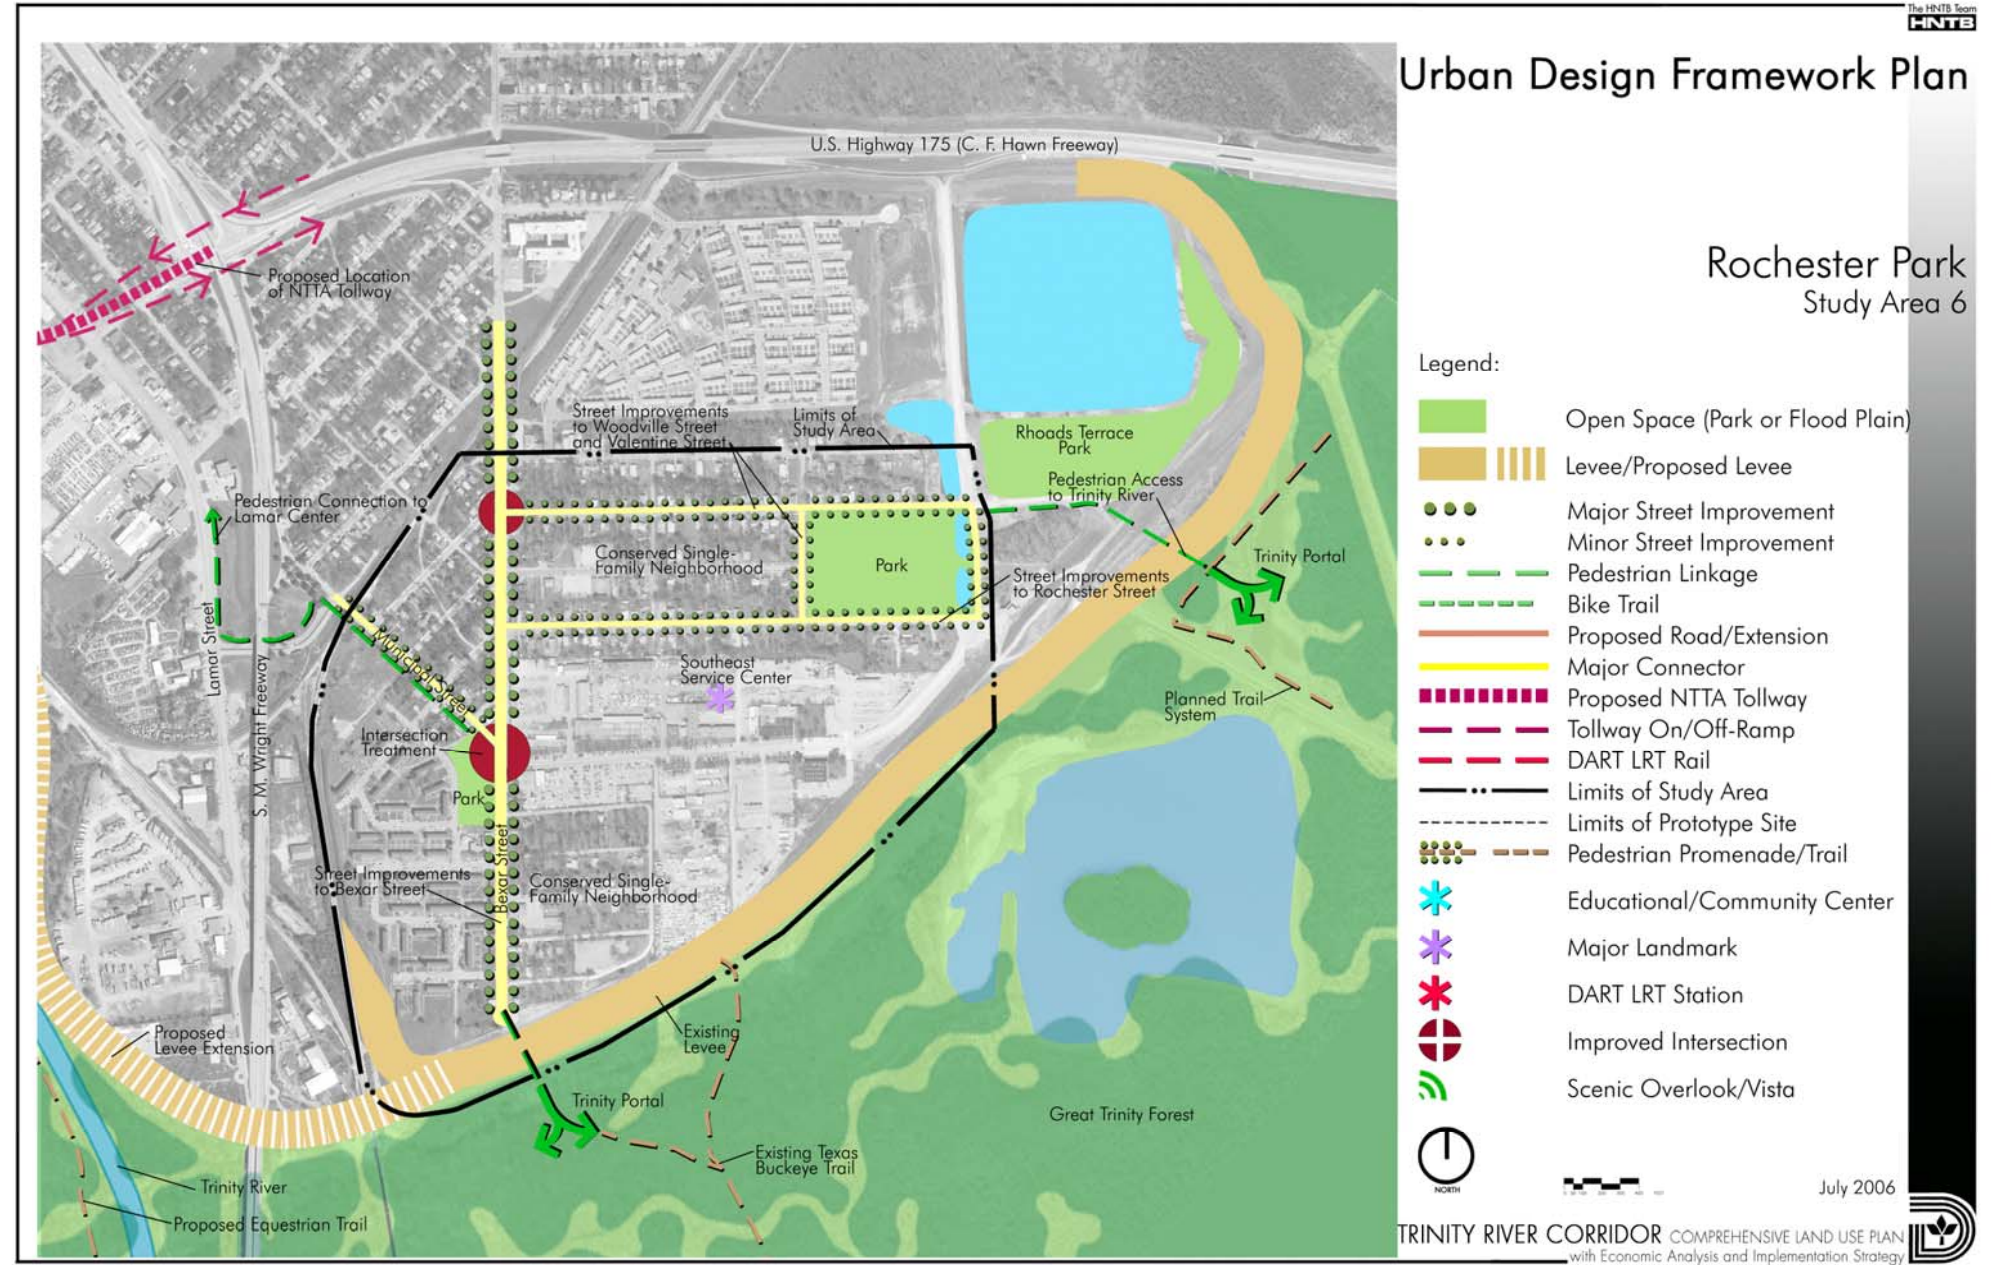 The HNTB Team
HNTB
Urban Design Framework Plan
Rochester Park
Study Area 6
U.S. Highway 175 (C. F. Hawn Freeway)
Proposed Location
of NTTA Tollway
Street Improvements
to Woodville Street
and Valentine Street
Limits of
Study Area
Rhoads Terrace
Park
Pedestrian Access
to Trinity River
Pedestrian Connection to
Lamar Center
Conserved Single-
Family Neighborhood
Park
Trinity Portal
Street Improvements
to Rochester Street
Lamar Street
S. M. Wright Freeway
Municipal Street
Southeast
Service Center
Planned Trail
System
Intersection
Treatment
Park
Bexar Street
Street Improvements
to Bexar Street
Conserved Single-
Family Neighborhood
Proposed
Levee Extension
Existing
Levee
Trinity Portal
Great Trinity Forest
Existing Texas
Buckeye Trail
Trinity River
Proposed Equestrian Trail
Legend:
Open Space (Park or Flood Plain)
Levee/Proposed Levee
Major Street Improvement
Minor Street Improvement
Pedestrian Linkage
Bike Trail
Proposed Road/Extension
Major Connector
Proposed NTTA Tollway
Tollway On/Off-Ramp
DART LRT Rail
Limits of Study Area
Limits of Prototype Site
Pedestrian Promenade/Trail
Educational/Community Center
Major Landmark
DART LRT Station
Improved Intersection
Scenic Overlook/Vista
NORTH
July 2006
TRINITY RIVER CORRIDOR COMPREHENSIVE LAND USE PLAN
with Economic Analysis and Implementation Strategy